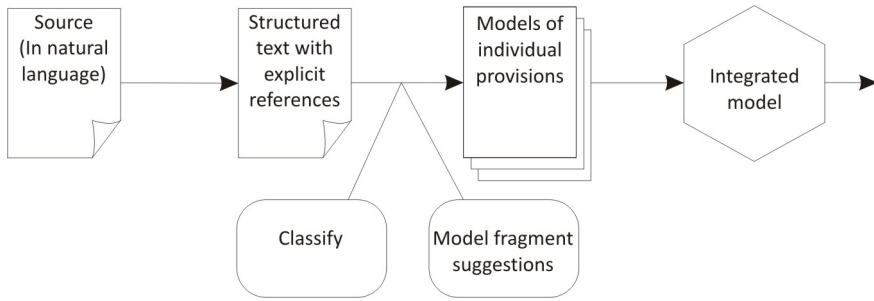 Source
(In natural
language)
Structured
text with
explicit
references
Models of
individual
provisions
Integrated
model
Classify
Model fragment
suggestions